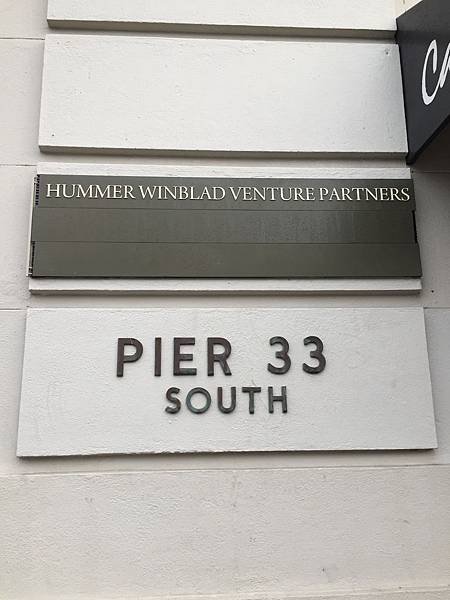 HUMMER WINBLAD VENTURE PARTNERS
PIER 33
SOUTH